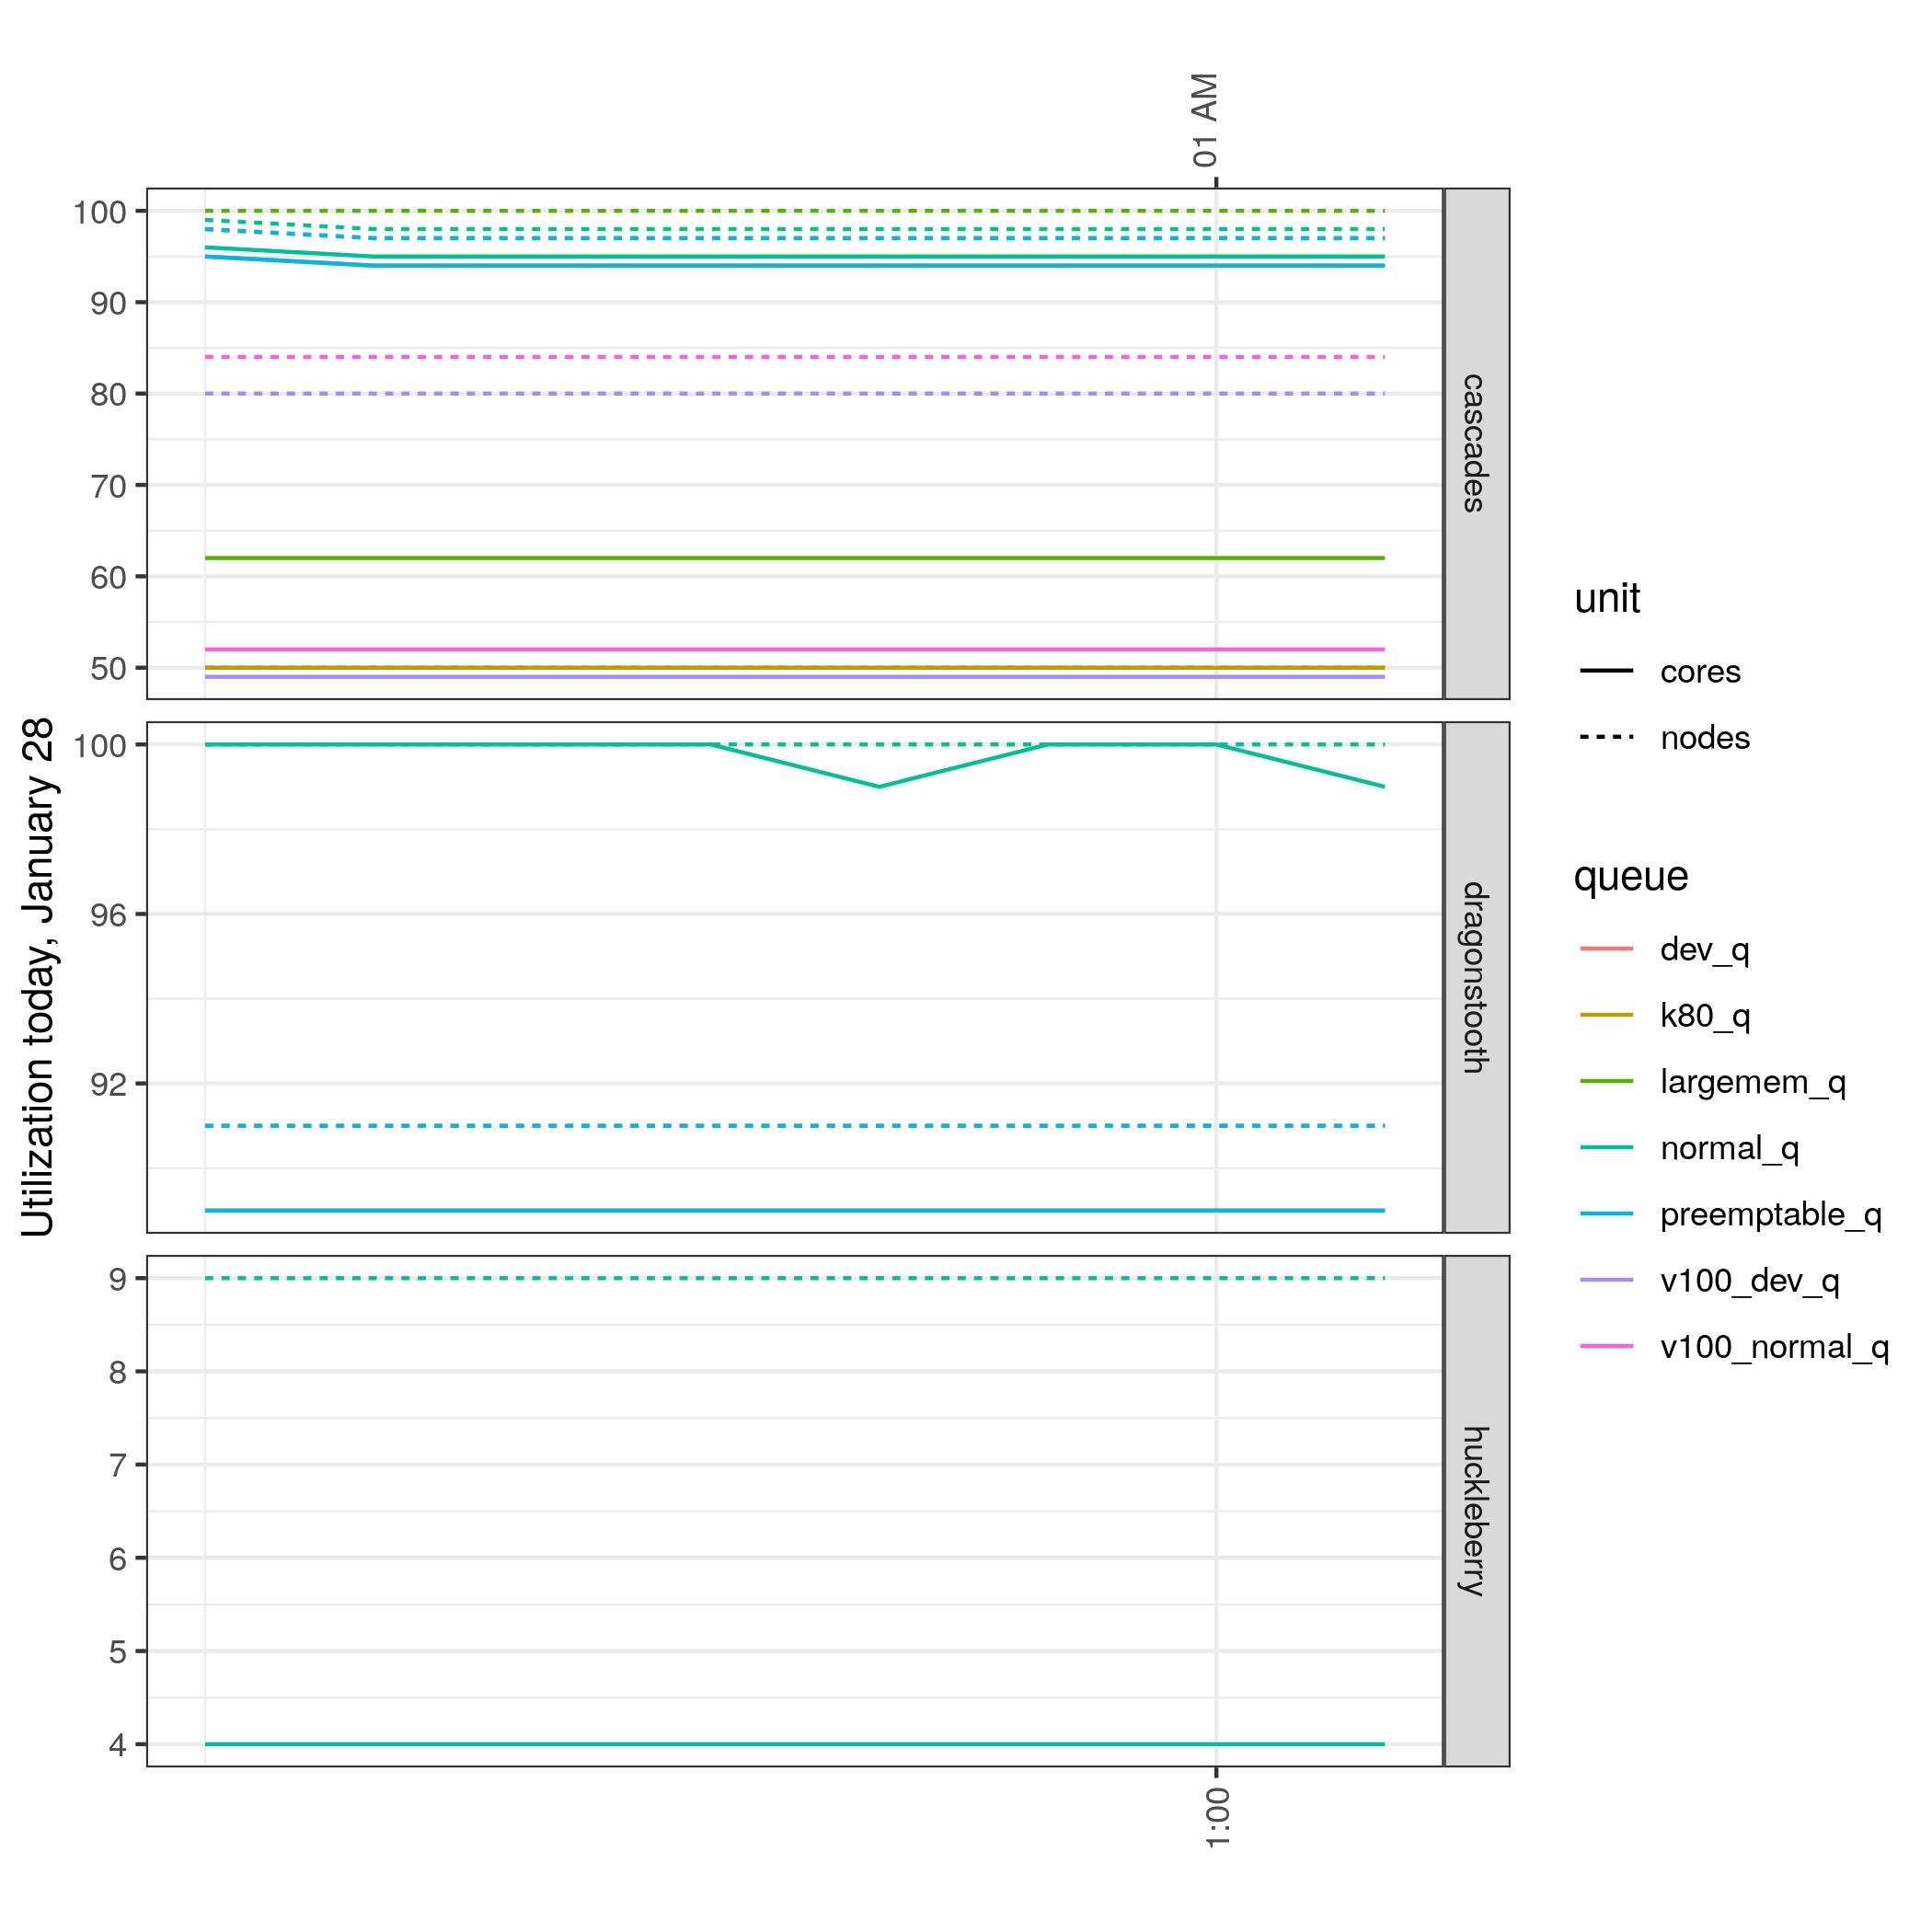 01 AM
100
90
80
70
60
50
cascades
Utilization today, January 28
100
96
92
dragonstooth
9
8
7
6
5
4
huckleberry
1:00
unit
cores
nodes
queue
dev_q
k80_q
largemem_q
normal_q
preemptable_q
v100_dev_q
v100_normal_q